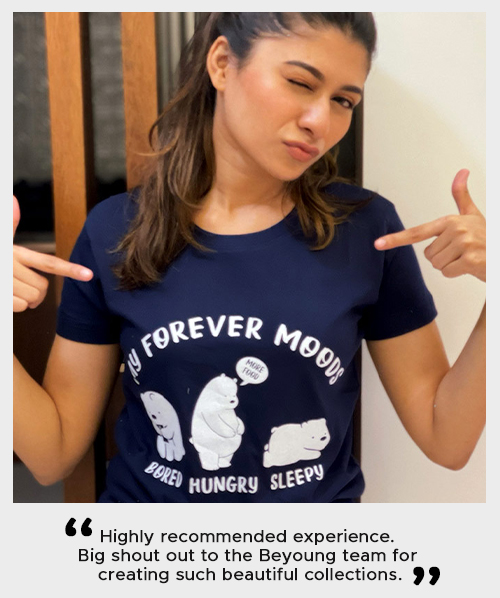 MY FOREVER MOODS
MORE
FOOD
BORED HUNGRY SLEEPY
“ Highly recommended experience.
Big shout out to the Beyoung team for
creating such beautiful collections. ”